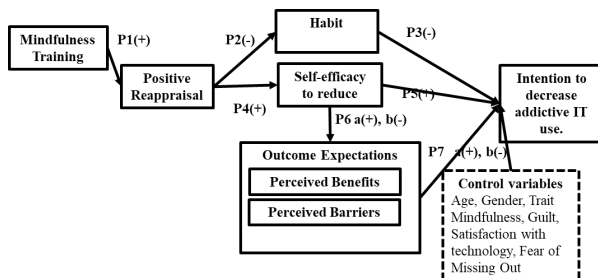 Mindfulness
Training
P1(+)
Positive
Reappraisal
P2(-)
Habit
P3(-)
P4(+)
Self-efficacy
to reduce
P5(+)
Intention to
decrease
addictive IT
use.
P6 a(+), b(-)
Outcome Expectations
Perceived Benefits
Perceived Barriers
P7 a(+), b(-)
Control variables
Age, Gender, Trait
Mindfulness, Guilt,
Satisfaction with
technology, Fear of
Missing Out